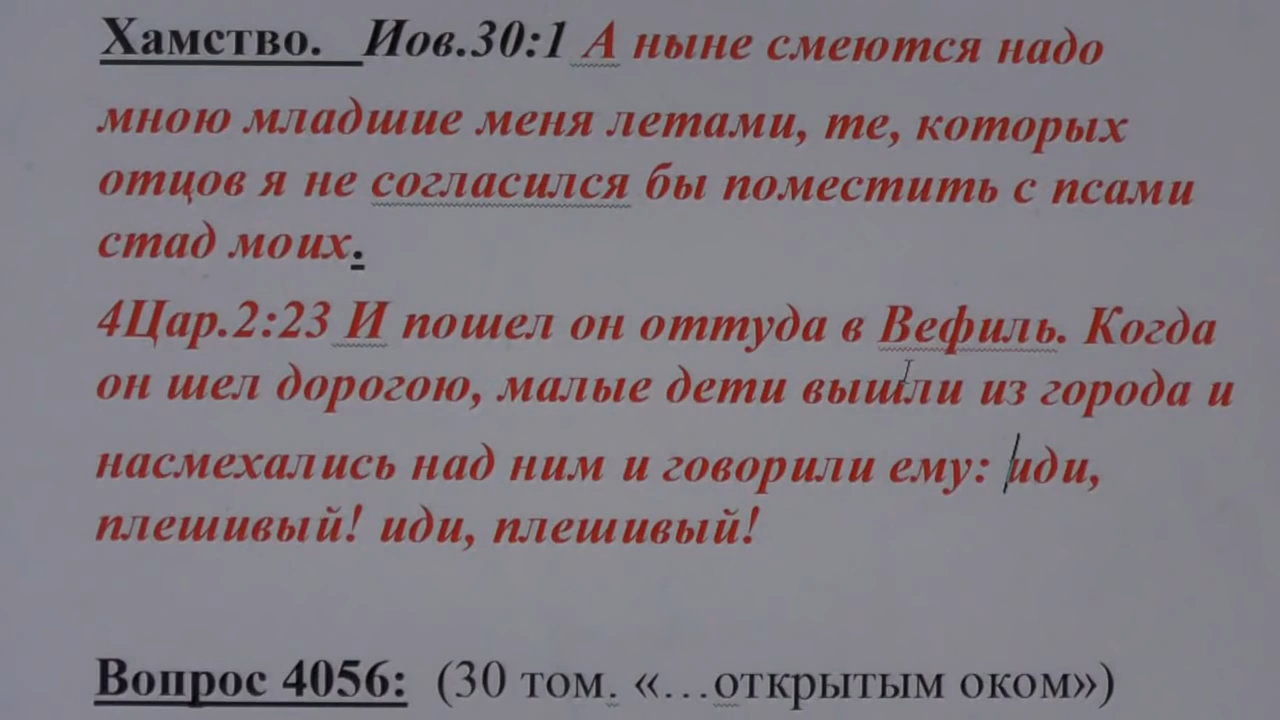 Хамство. Иов.30:1 А ныне смеются надо
мною младшие меня летами, те, которых
отцов я не согласился бы поместить с псами
стад моих.
4Цар.2:23 И пошел он оттуда в Вефиль. Когда
он шел дорогою, малые дети вышли из города и
насмехались над ним и говорили ему: иди,
плешивый! иди, плешивый!
Вопрос 4056: (30 том. «…открытым оком»)